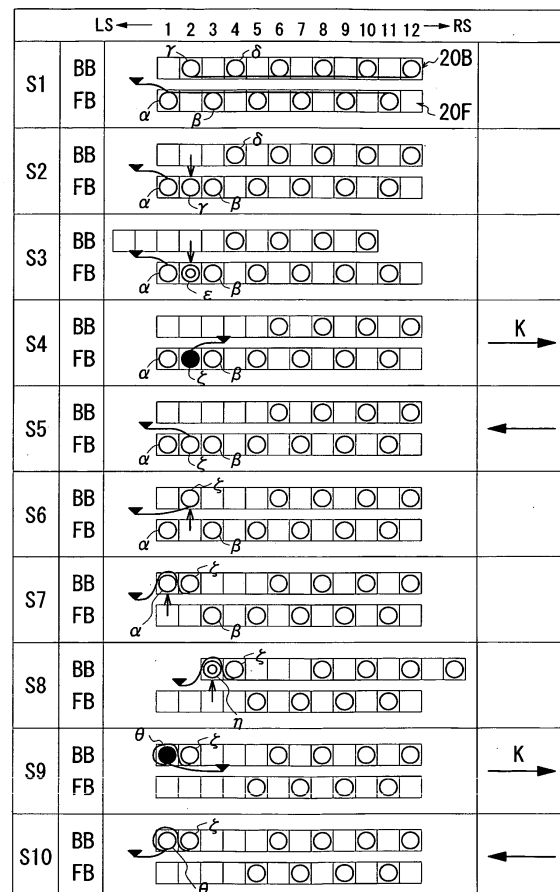 LS 1 2 3 4 5 6 7 8 9 10 11 12 RS
γ δ
S1 BB 20B
FB 20F
α β
δ
S2 BB
FB
α γ β
S3 BB
FB
α ε β
S4 BB K
FB
α ζ β
S5 BB
FB
α ζ β
ζ
S6 BB
FB
α β
ζ
S7 BB
FB
α β
ζ
S8 BB
FB
η
θ ζ
S9 BB K
FB
ζ
S10 BB
FB
θ